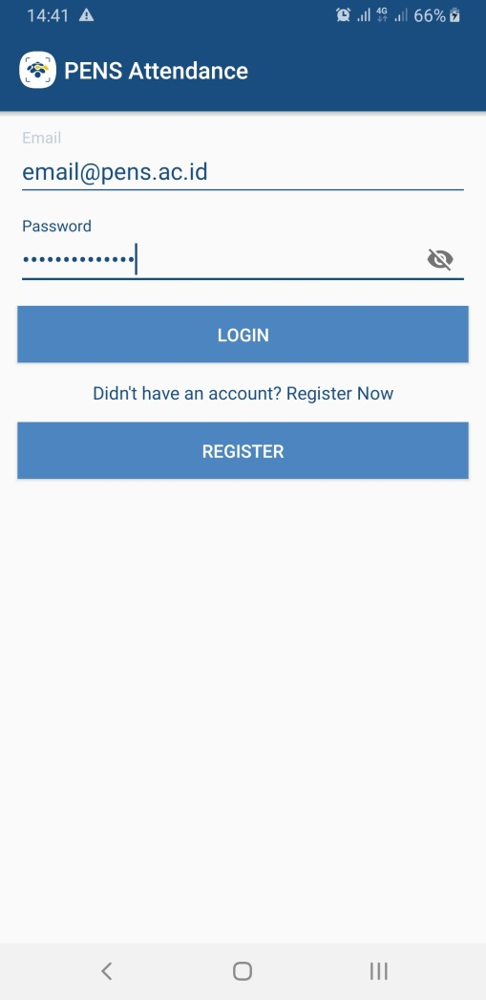 14:41 4G 66%
PENS Attendance
Email
email@pens.ac.id
Password
••••••••••••••
LOGIN
Didn't have an account? Register Now
REGISTER